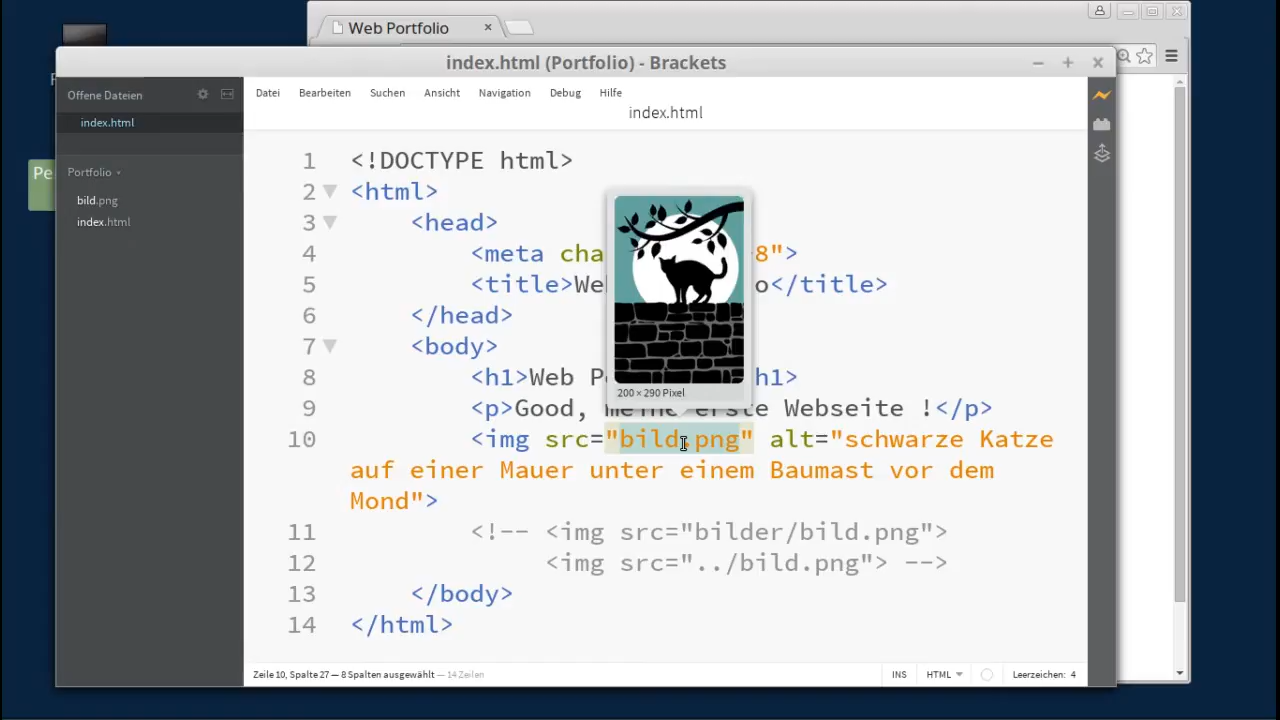 Web Portfolio
index.html (Portfolio) - Brackets
Offene Dateien
index.html
Portfolio
bild.png
index.html
Pe
Datei Bearbeiten Suchen Ansicht Navigation Debug Hilfe
index.html
1 <!DOCTYPE html>
2 <html>
3 <head>
4 <meta cha 8">
5 <title>We o</title>
6 </head>
7 <body>
8 <h1>Web P h1>
200 × 290 Pixel
9 <p>Good, meine erste Webseite !</p>
10 <img src="bild.png" alt="schwarze Katze
auf einer Mauer unter einem Baumast vor dem
Mond">
11 <!-- <img src="bilder/bild.png">
12 <img src="../bild.png"> -->
13 </body>
14 </html>
Zeile 10, Spalte 27 — 8 Spalten ausgewählt — 14 Zeilen INS HTML Leerzeichen: 4